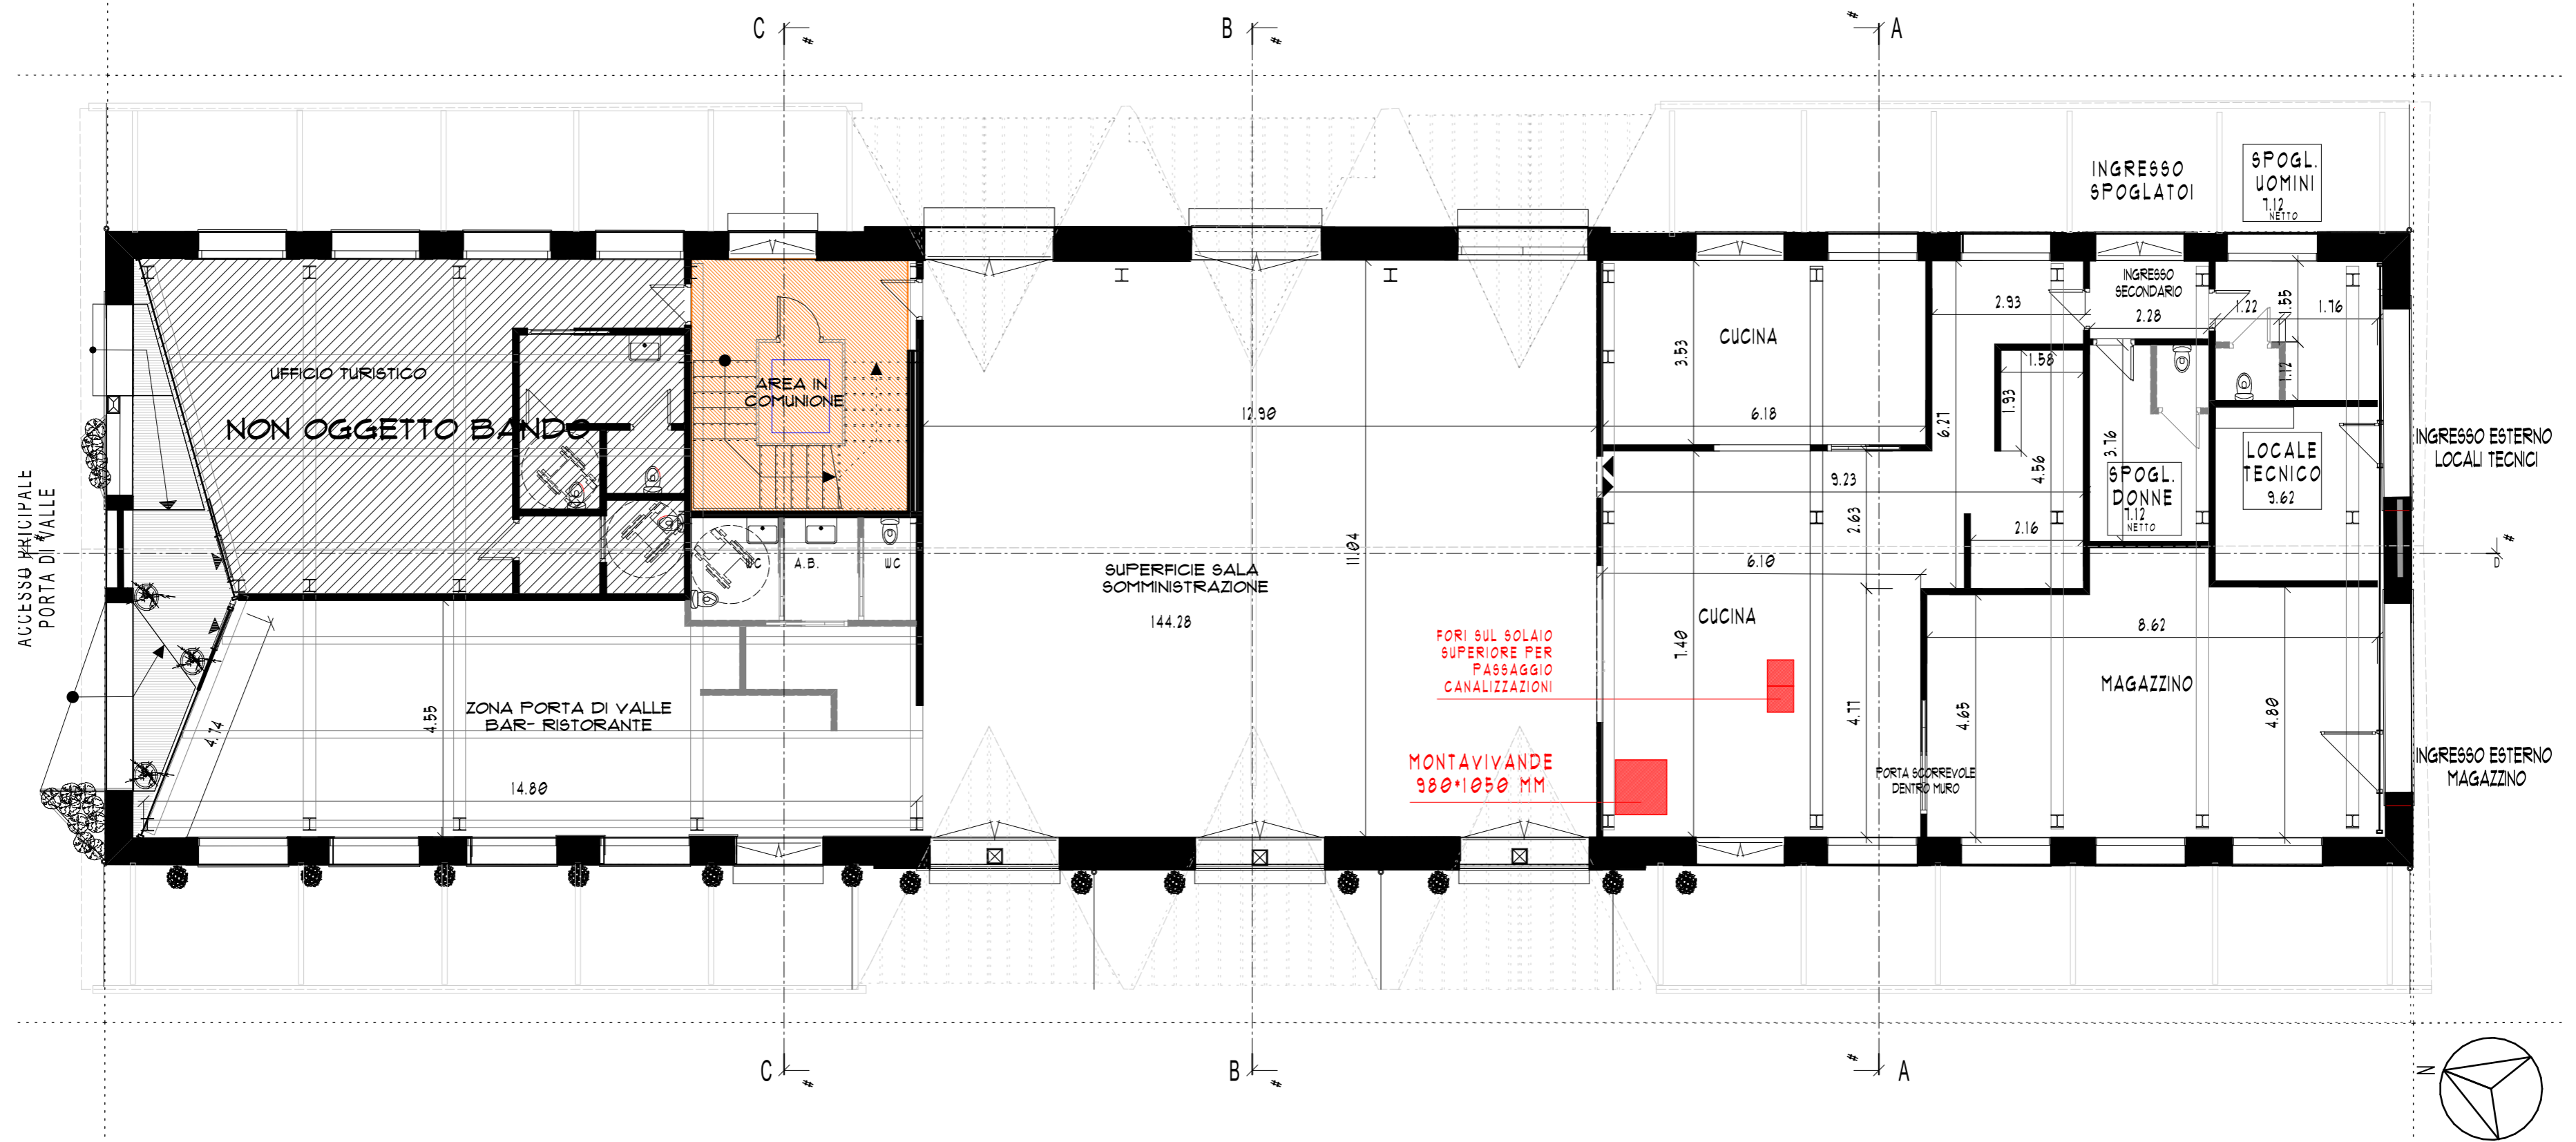 C
B
A
#
#
#
INGRESSO
SPOGLATOI
SPOGL.
UOMINI
7.12
NETTO
INGRESSO
SECONDARIO
2.93
2.28
1.22
1.55
1.76
1.12
UFFICIO TURISTICO
NON OGGETTO BANDO
AREA IN
COMUNIONE
12.90
CUCINA
3.53
6.18
6.27
1.58
1.93
4.56
3.76
SPOGL.
DONNE
7.12
NETTO
LOCALE
TECNICO
9.62
INGRESSO ESTERNO
LOCALI TECNICI
ACCESSO PRICIPALE
PORTA DI VALLE
#
WC
A.B.
WC
SUPERFICIE SALA
SOMMINISTRAZIONE
144.28
11.04
9.23
2.63
2.16
6.10
CUCINA
7.40
4.77
#
D
8.62
MAGAZZINO
4.65
4.80
FORI SUL SOLAIO
SUPERIORE PER
PASSAGGIO
CANALIZZAZIONI
MONTAVIVANDE
980*1050 MM
PORTA SCORREVOLE
DENTRO MURO
INGRESSO ESTERNO
MAGAZZINO
ZONA PORTA DI VALLE
BAR- RISTORANTE
4.74
4.55
14.80
C
B
A
#
#
#
N